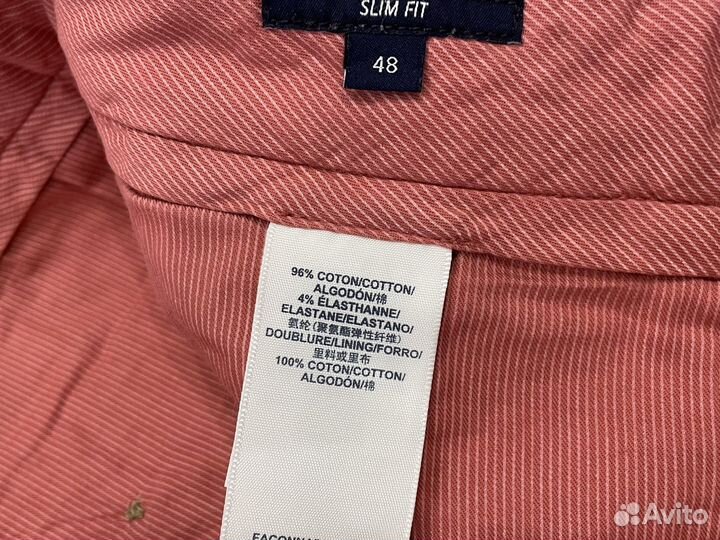 SLIM FIT
48
96% COTON/COTTON/
ALGODÓN/棉
4% ÉLASTHANNE/
ELASTANE/ELASTANO/
氨纶(聚氨酯弹性纤维)
DOUBLURE/LINING/FORRO/
里料或里布
100% COTON/COTTON/
ALGODÓN/棉
Avito